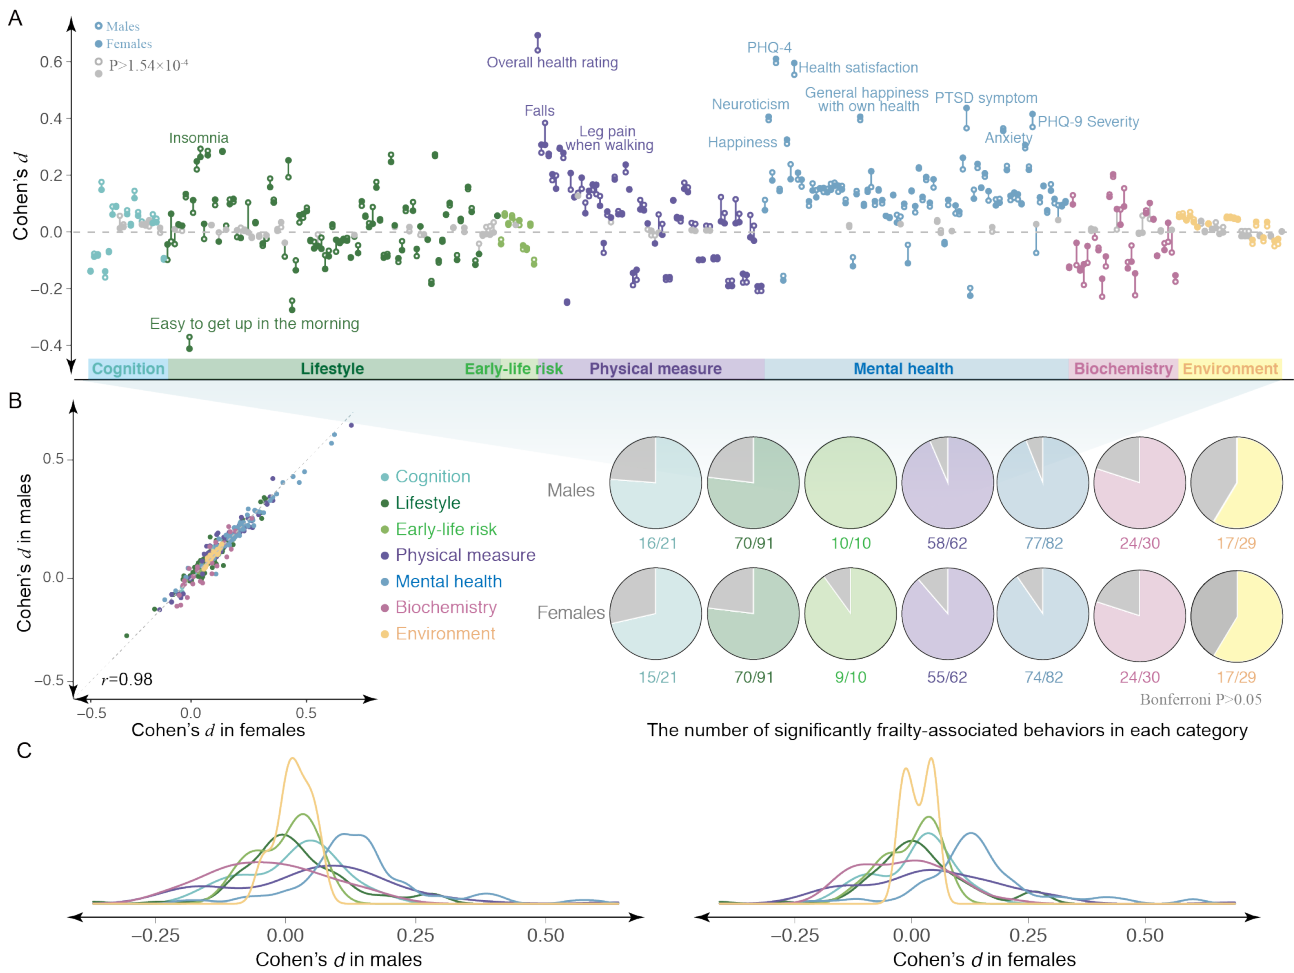 A
Males
Females
P>1.54×10⁻⁴
Cohen's d
0.6
0.4
0.2
0.0
−0.2
−0.4
Insomnia
Easy to get up in the morning
Overall health rating
Falls
Leg pain
when walking
PHQ-4
Health satisfaction
Neuroticism
General happiness
with own health
Happiness
PTSD symptom
PHQ-9 Severity
Anxiety
Cognition
Lifestyle
Early-life risk
Physical measure
Mental health
Biochemistry
Environment
B
Cohen's d in males
0.5
0.0
−0.5
r=0.98
−0.5
0.0
0.5
Cohen's d in females
Cognition
Lifestyle
Early-life risk
Physical measure
Mental health
Biochemistry
Environment
Males
16/21
70/91
10/10
58/62
77/82
24/30
17/29
Females
15/21
70/91
9/10
55/62
74/82
24/30
17/29
Bonferroni P>0.05
The number of significantly frailty-associated behaviors in each category
C
−0.25
0.00
0.25
0.50
Cohen's d in males
−0.25
0.00
0.25
0.50
Cohen's d in females